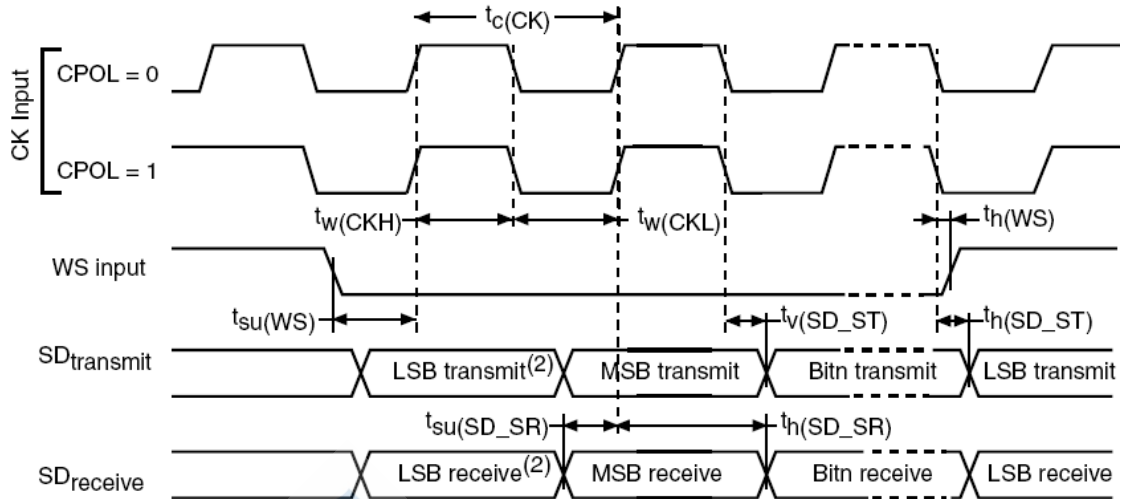 tc(CK)
CK Input
CPOL = 0
CPOL = 1
tw(CKH)
tw(CKL)
th(WS)
WS input
tsu(WS)
tv(SD_ST)
th(SD_ST)
SDtransmit
LSB transmit(2)
MSB transmit
Bitn transmit
LSB transmit
tsu(SD_SR)
th(SD_SR)
SDreceive
LSB receive(2)
MSB receive
Bitn receive
LSB receive